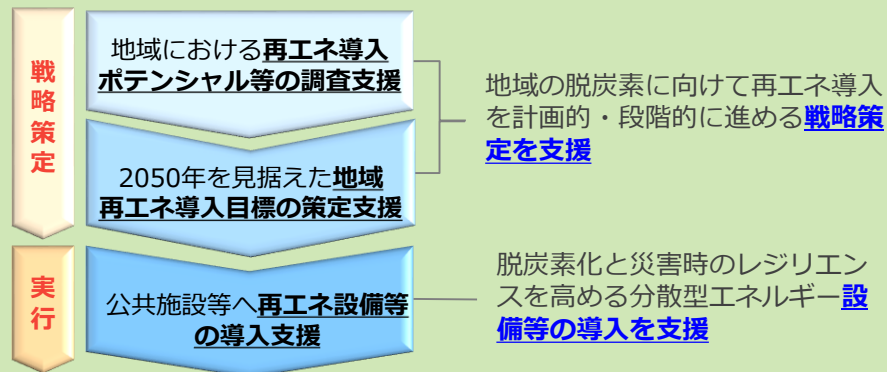 戦略策定
地域における再エネ導入
ポテンシャル等の調査支援
2050年を見据えた地域
再エネ導入目標の策定支援
地域の脱炭素に向けて再エネ導入
を計画的・段階的に進める戦略策
定を支援
実行
公共施設等へ再エネ設備等
の導入支援
脱炭素化と災害時のレジリエン
スを高める分散型エネルギー設
備等の導入を支援